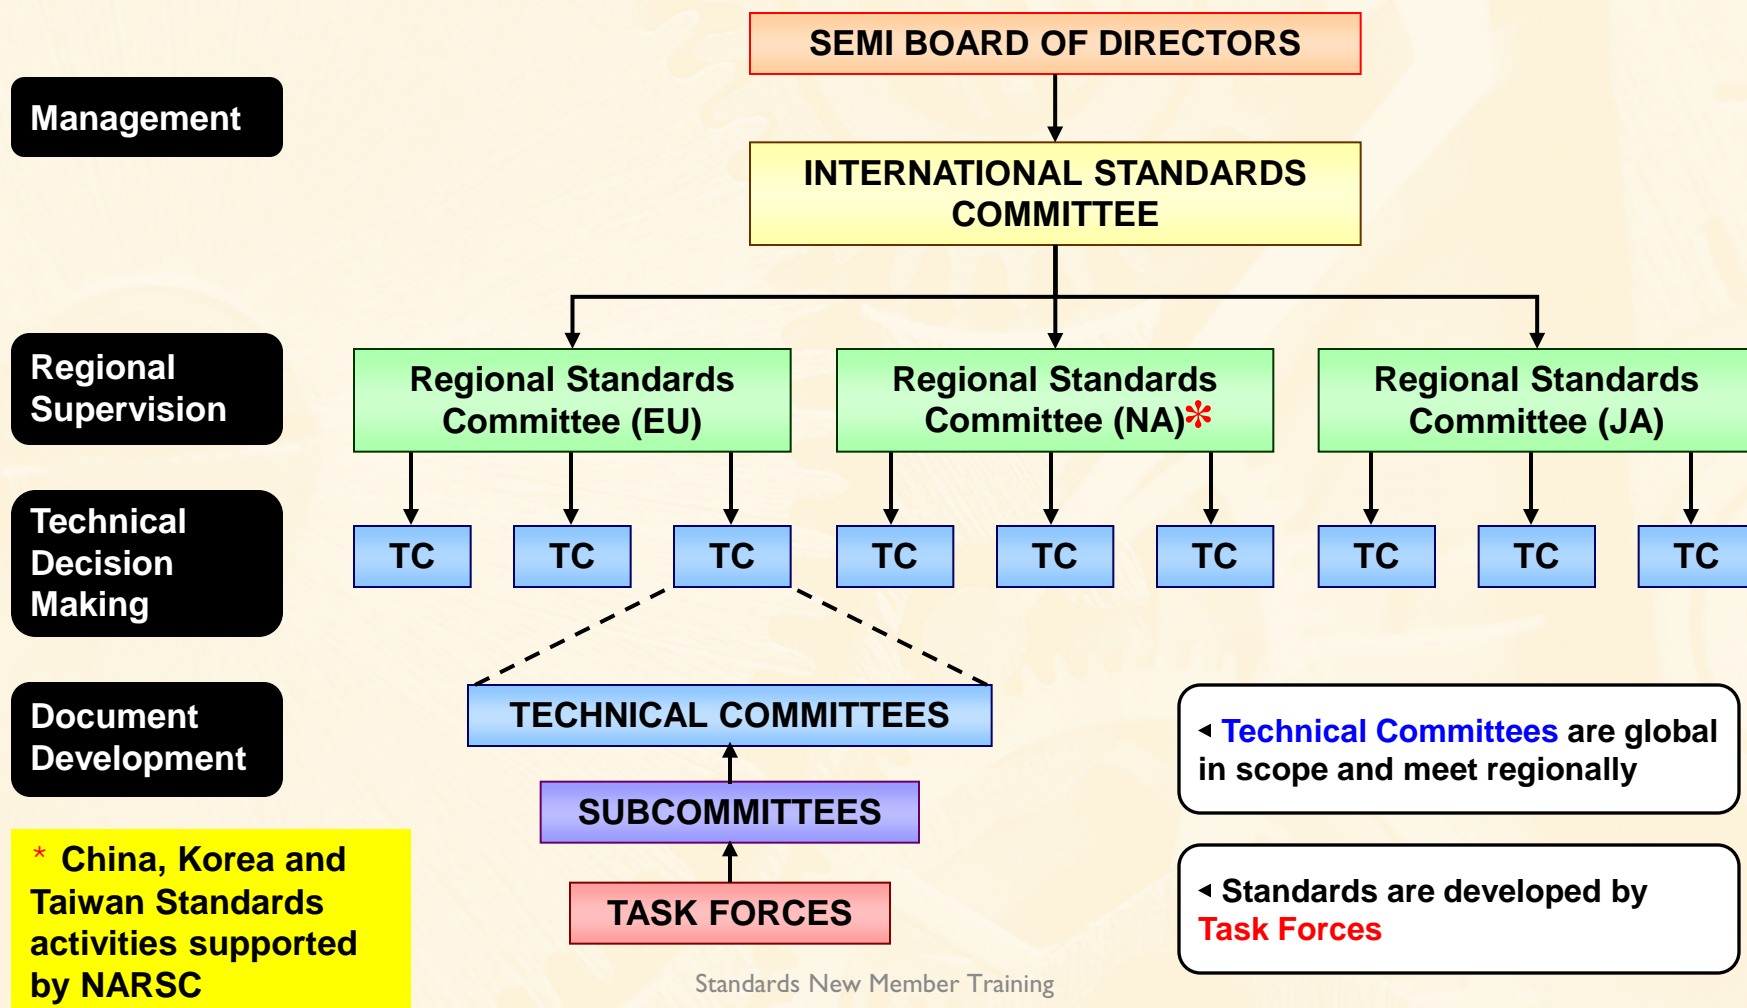 SEMI BOARD OF DIRECTORS
Management
INTERNATIONAL STANDARDS
COMMITTEE
Regional
Supervision
Regional Standards
Committee (EU)
Regional Standards
Committee (NA)*
Regional Standards
Committee (JA)
Technical
Decision
Making
TC
TC
TC
TC
TC
TC
TC
TC
TC
Document
Development
TECHNICAL COMMITTEES
SUBCOMMITTEES
TASK FORCES
Technical Committees are global
in scope and meet regionally
Standards are developed by
Task Forces
* China, Korea and
Taiwan Standards
activities supported
by NARSC
Standards New Member Training